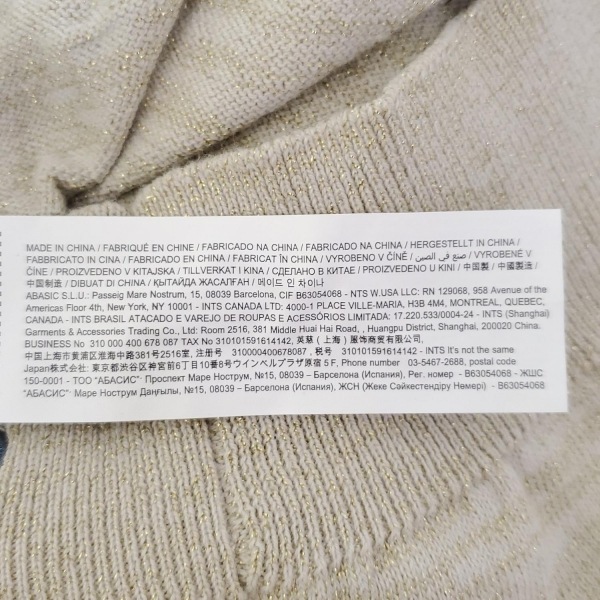 MADE IN CHINA / FABRIQUÉ EN CHINE / FABRICADO NA CHINA / FABRICADO NA CHINA / HERGESTELLT IN CHINA /
FABBRICATO IN CINA / FABRICADO EN CHINA / FABRICAT ÎN CHINA / VYROBENO V ČÍNĚ / صنع في الصين / VYROBENÉ V
ČÍNE / PROIZVEDENO V KITAJSKA / TILLVERKAT I KINA / СДЕЛАНО В КИТАЕ / PROIZVEDENO U KINI / 中国製 / 中國製造 /
中国制造 / DIBUAT DI CHINA / ҚЫТАЙДА ЖАСАЛҒАН / 메이드 인 차이나
ABASIC S.L.U.: Passeig Mare Nostrum, 15, 08039 Barcelona, CIF B63054068 - NTS W.USA LLC: RN 129068, 958 Avenue of the
Americas Floor 4th, New York, NY 10001 - INTS CANADA LTD: 4000-1 PLACE VILLE-MARIA, H3B 4M4, MONTREAL, QUEBEC,
CANADA - INTS BRASIL ATACADO E VAREJO DE ROUPAS E ACESSÓRIOS LIMITADA: 17.220.533/0004-24 - INTS (Shanghai)
Garments & Accessories Trading Co., Ltd: Room 2516, 381 Middle Huai Hai Road, , Huangpu District, Shanghai, 200020 China.
BUSINESS No 310 000 400 678 087 TAX No 310101591614142, 英萃（上海）服饰商贸有限公司
中国上海市黄浦区淮海中路381号2516室, 注册号 310000400678087 , 税号 310101591614142 - INTS It's not the same
Japan株式会社: 東京都渋谷区神宮前6丁目10番8号ウインベルプラザ原宿５F, Phone number 03-5467-2688, postal code
150-0001 - ТОО "АБАСИС": Проспект Маре Нострум, №15, 08039 – Барселона (Испания), Рег. номер - B63054068 - ЖШС
"АБАСИС": Маре Нострум Даңғылы, №15, 08039 – Барселона (Испания), ЖСН (Жеке Сәйкестендіру Нөмері) - B63054068